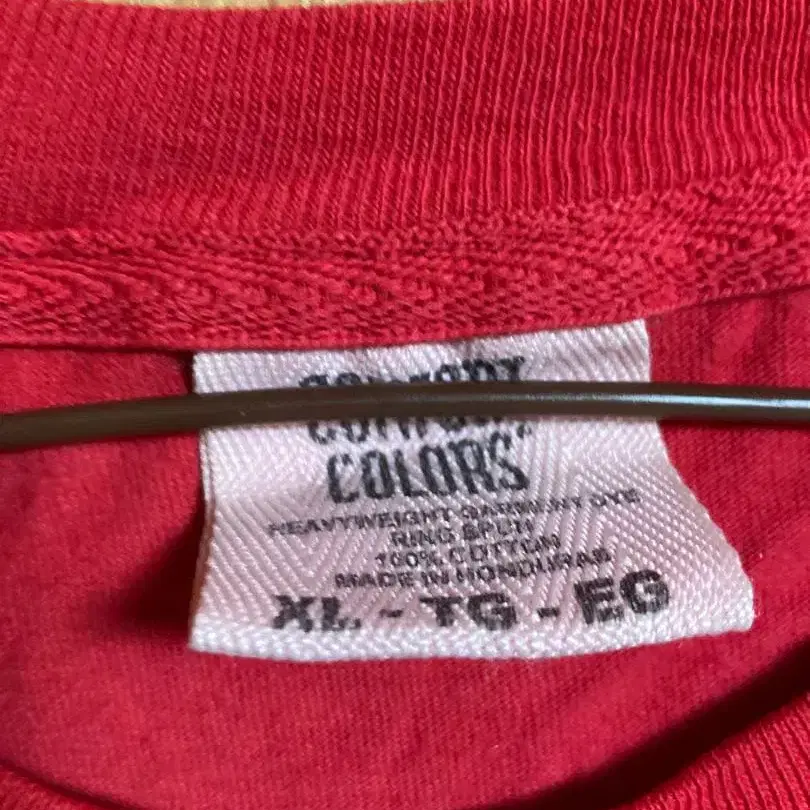 COMFORT
COLORS
HEAVYWEIGHT GARMENT DYE
RING SPUN
100% COTTON
MADE IN HONDURAS
XL - TG - EG